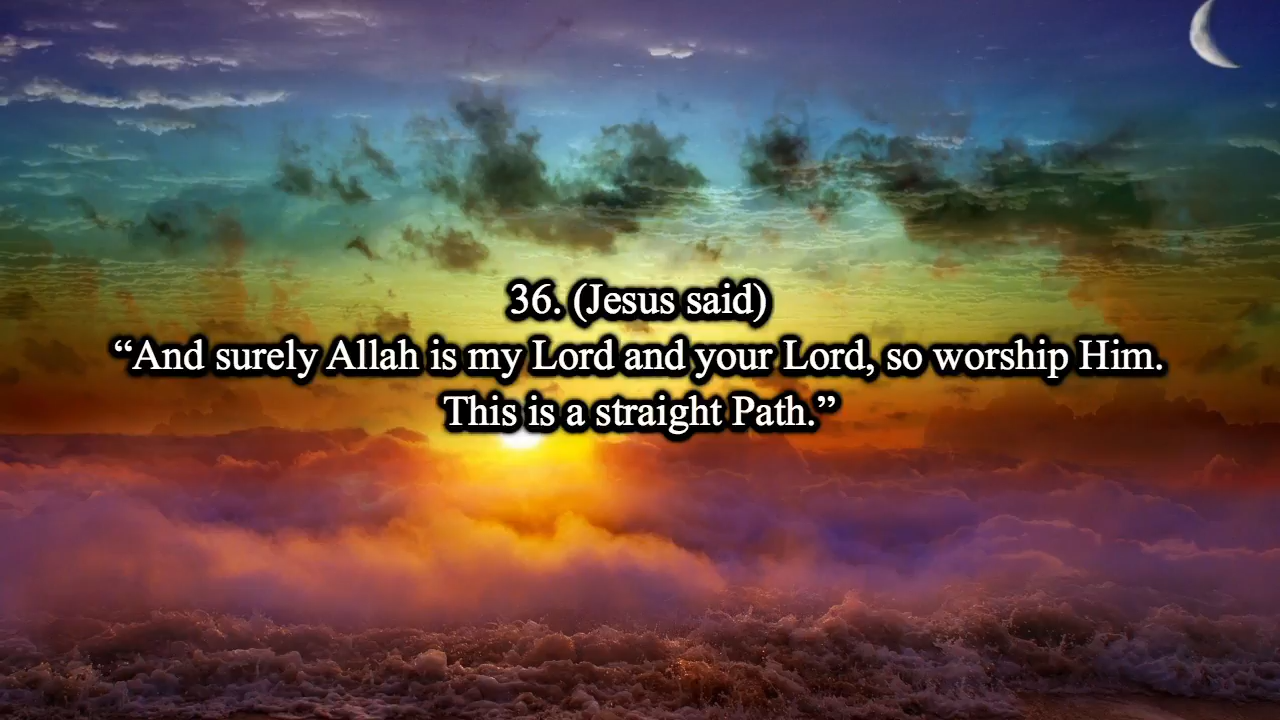 36. (Jesus said)
“And surely Allah is my Lord and your Lord, so worship Him.
This is a straight Path.”